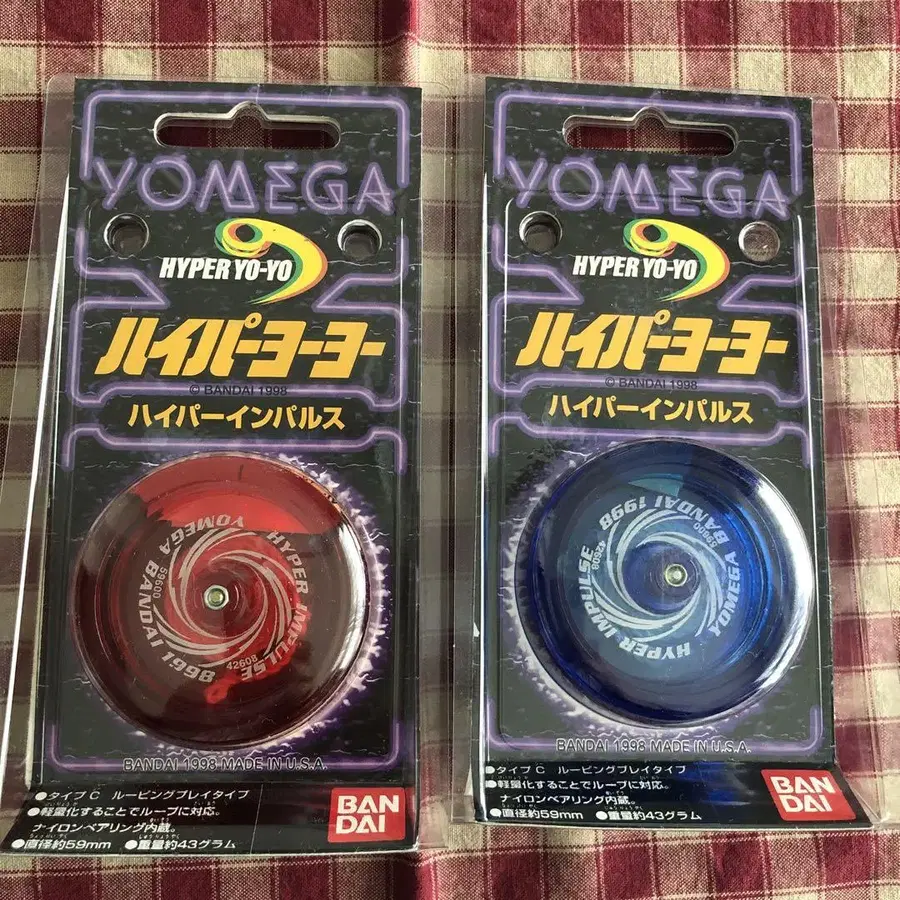 YOMEGA
HYPER YO-YO
ハイパーヨーヨー
© BANDAI 1998
ハイパーインパルス
YOMEGA BANDAI 1998
HYPER IMPULSE
59600
42608
BANDAI 1998 MADE IN U.S.A.
●タイプC ルーピングプレイタイプ
●軽量化することでループに対応。
ナイロンベアリング内蔵。
●直径約59mm ●重量約43グラム
BAN
DAI
YOMEGA
HYPER YO-YO
ハイパーヨーヨー
© BANDAI 1998
ハイパーインパルス
HYPER IMPULSE
YOMEGA BANDAI 1998
59600
42608
BANDAI 1998 MADE IN U.S.A.
●タイプC ルーピングプレイタイプ
●軽量化することでループに対応。
ナイロンベアリング内蔵。
●直径約59mm ●重量約43グラム
BAN
DAI